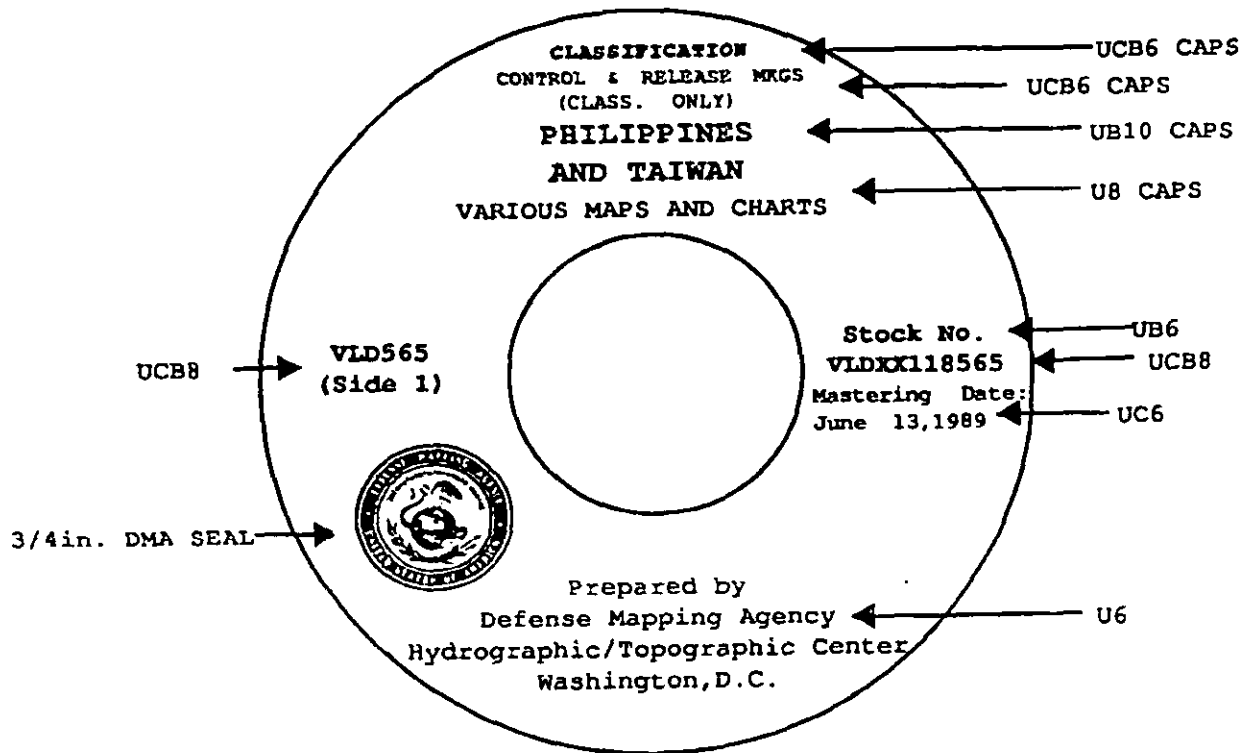 CLASSIFICATION
UCB6 CAPS
CONTROL & RELEASE MKGS
(CLASS. ONLY)
UCB6 CAPS
PHILIPPINES
UB10 CAPS
AND TAIWAN
VARIOUS MAPS AND CHARTS
U8 CAPS
UCB8
VLD565
(Side 1)
Stock No.
UB6
VLDXX118565
UCB8
Mastering Date:
June 13,1989
UC6
3/4in. DMA SEAL
Prepared by
Defense Mapping Agency
U6
Hydrographic/Topographic Center
Washington,D.C.